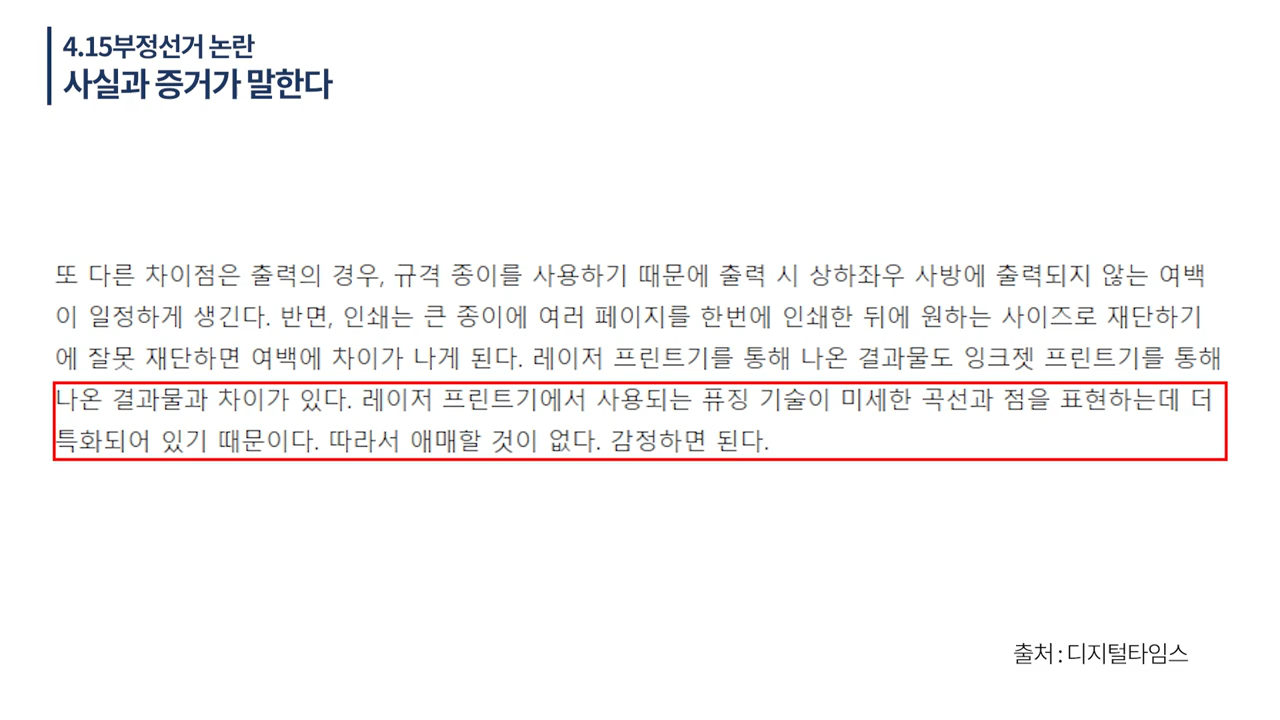 4.15부정선거 논란
사실과 증거가 말한다
또 다른 차이점은 출력의 경우, 규격 종이를 사용하기 때문에 출력 시 상하좌우 사방에 출력되지 않는 여백
이 일정하게 생긴다. 반면, 인쇄는 큰 종이에 여러 페이지를 한번에 인쇄한 뒤에 원하는 사이즈로 재단하기
에 잘못 재단하면 여백에 차이가 나게 된다. 레이저 프린트기를 통해 나온 결과물도 잉크젯 프린트기를 통해
나온 결과물과 차이가 있다. 레이저 프린트기에서 사용되는 퓨징 기술이 미세한 곡선과 점을 표현하는데 더
특화되어 있기 때문이다. 따라서 애매할 것이 없다. 감정하면 된다.
출처 : 디지털타임스